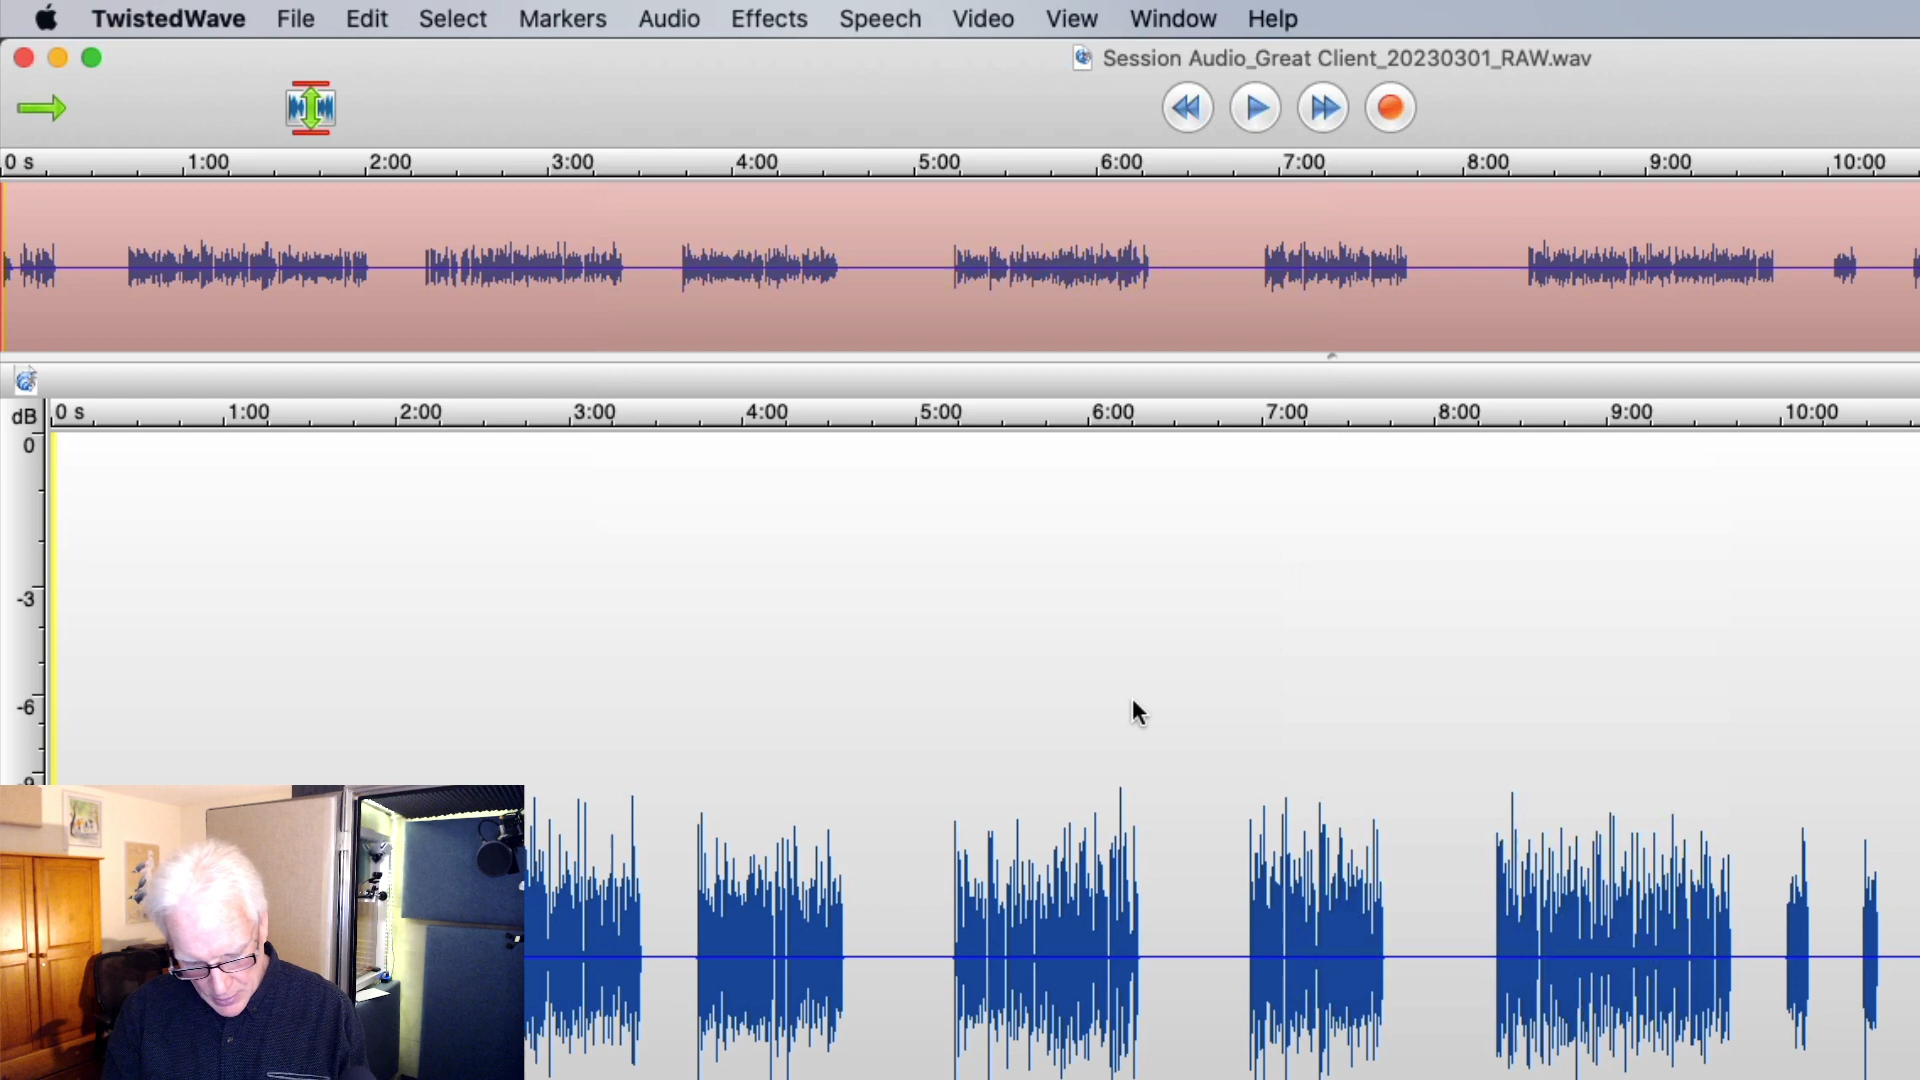 TwistedWave File Edit Select Markers Audio Effects Speech Video View Window Help
Session Audio_Great Client_20230301_RAW.wav
0 s 1:00 2:00 3:00 4:00 5:00 6:00 7:00 8:00 9:00 10:00
dB 0 s 1:00 2:00 3:00 4:00 5:00 6:00 7:00 8:00 9:00 10:00
0
-3
-6